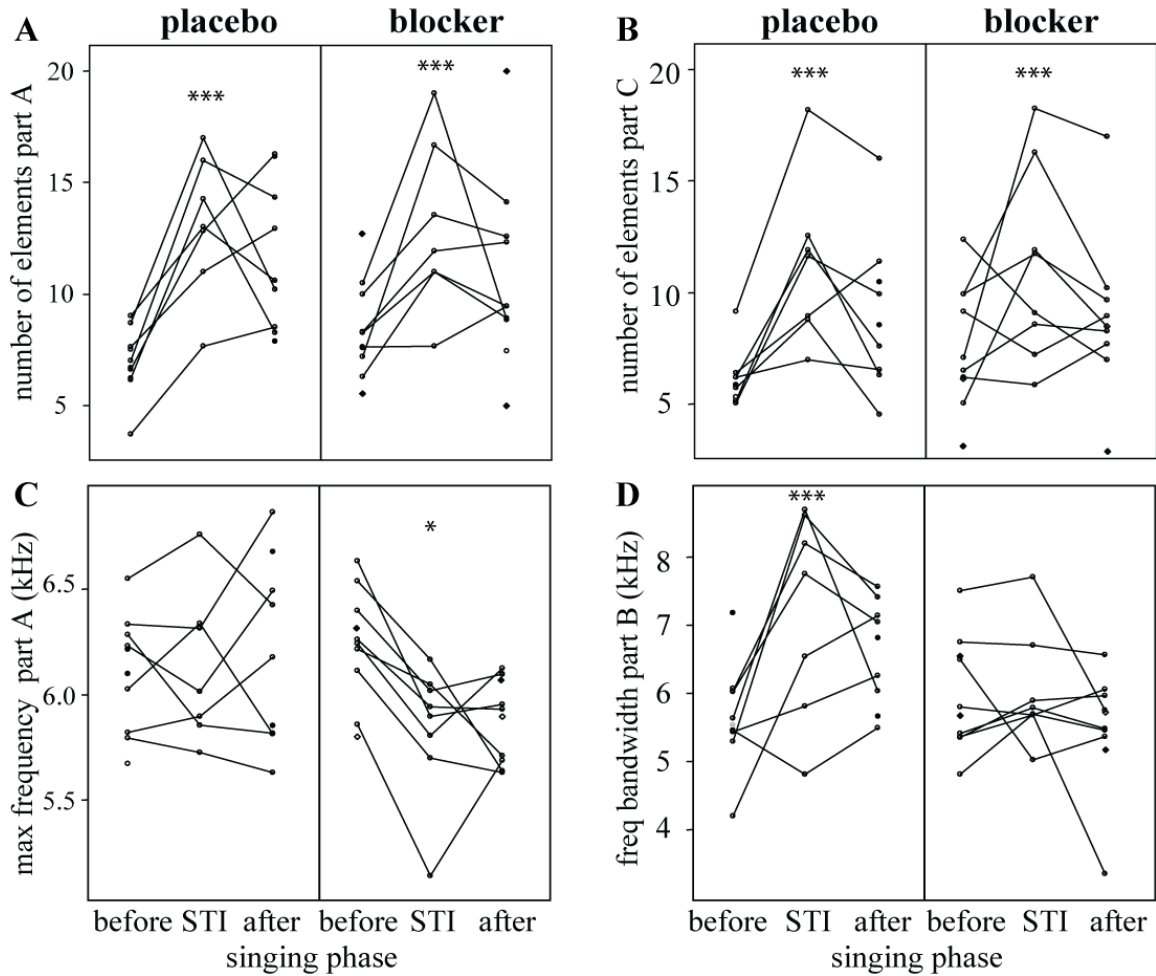 A placebo blocker
number of elements part A
20
15
10
5
*** ***
B placebo blocker
number of elements part C
20
15
10
5
*** ***
C
max frequency part A (kHz)
6.5
6.0
5.5
*
before STI after before STI after
singing phase
D
freq bandwidth part B (kHz)
8
7
6
5
4
***
before STI after before STI after
singing phase